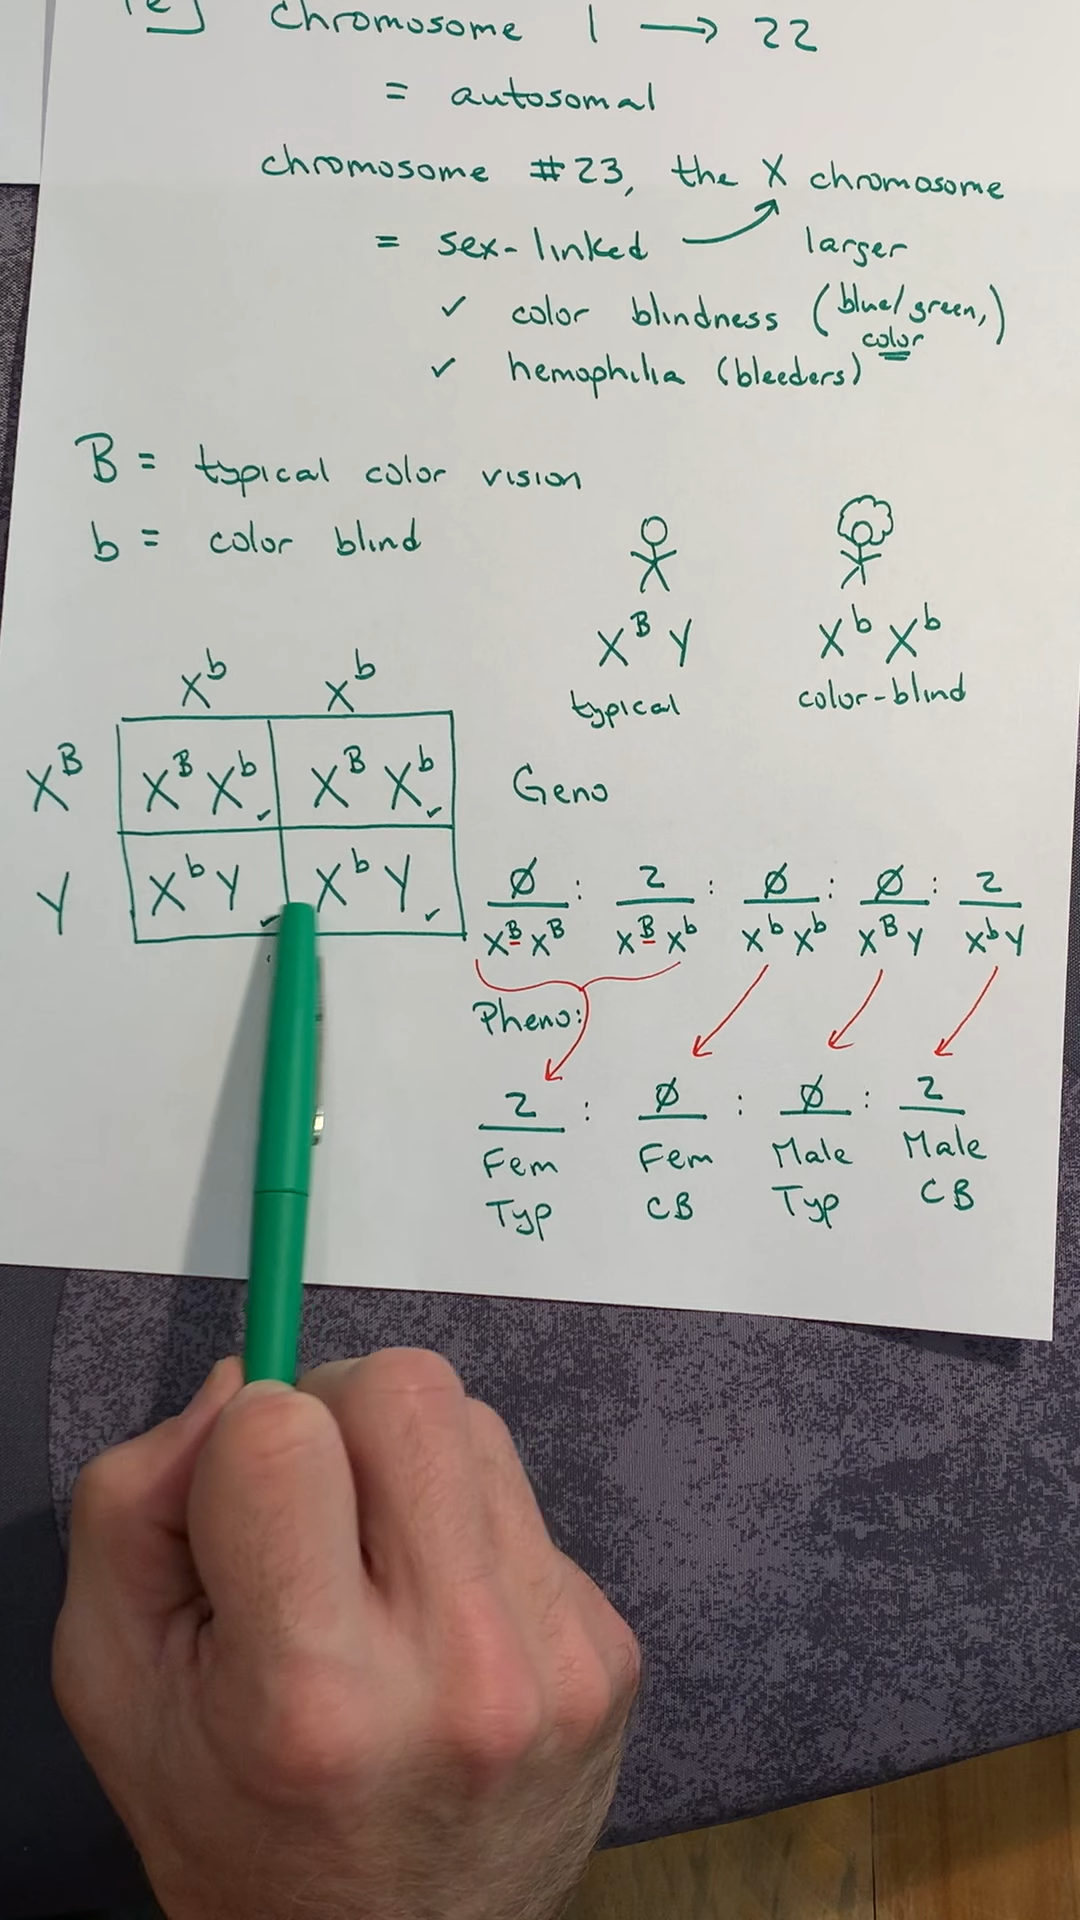 chromosome 1 → 22
= autosomal
chromosome #23, the X chromosome
= sex-linked larger
✓ color blindness (blue/green,)
color
✓ hemophilia (bleeders)
B = typical color vision
b = color blind
X^B Y X^b X^b
typical color-blind
X^b X^b
X^B X^B X^b ✓ X^B X^b ✓
Y X^b Y ✓ X^b Y ✓
Geno
Ø : 2 : Ø : Ø : 2
X^B X^B X^B X^b X^b X^b X^B Y X^b Y
Pheno:
2 : Ø : Ø : 2
Fem Fem Male Male
Typ CB Typ CB